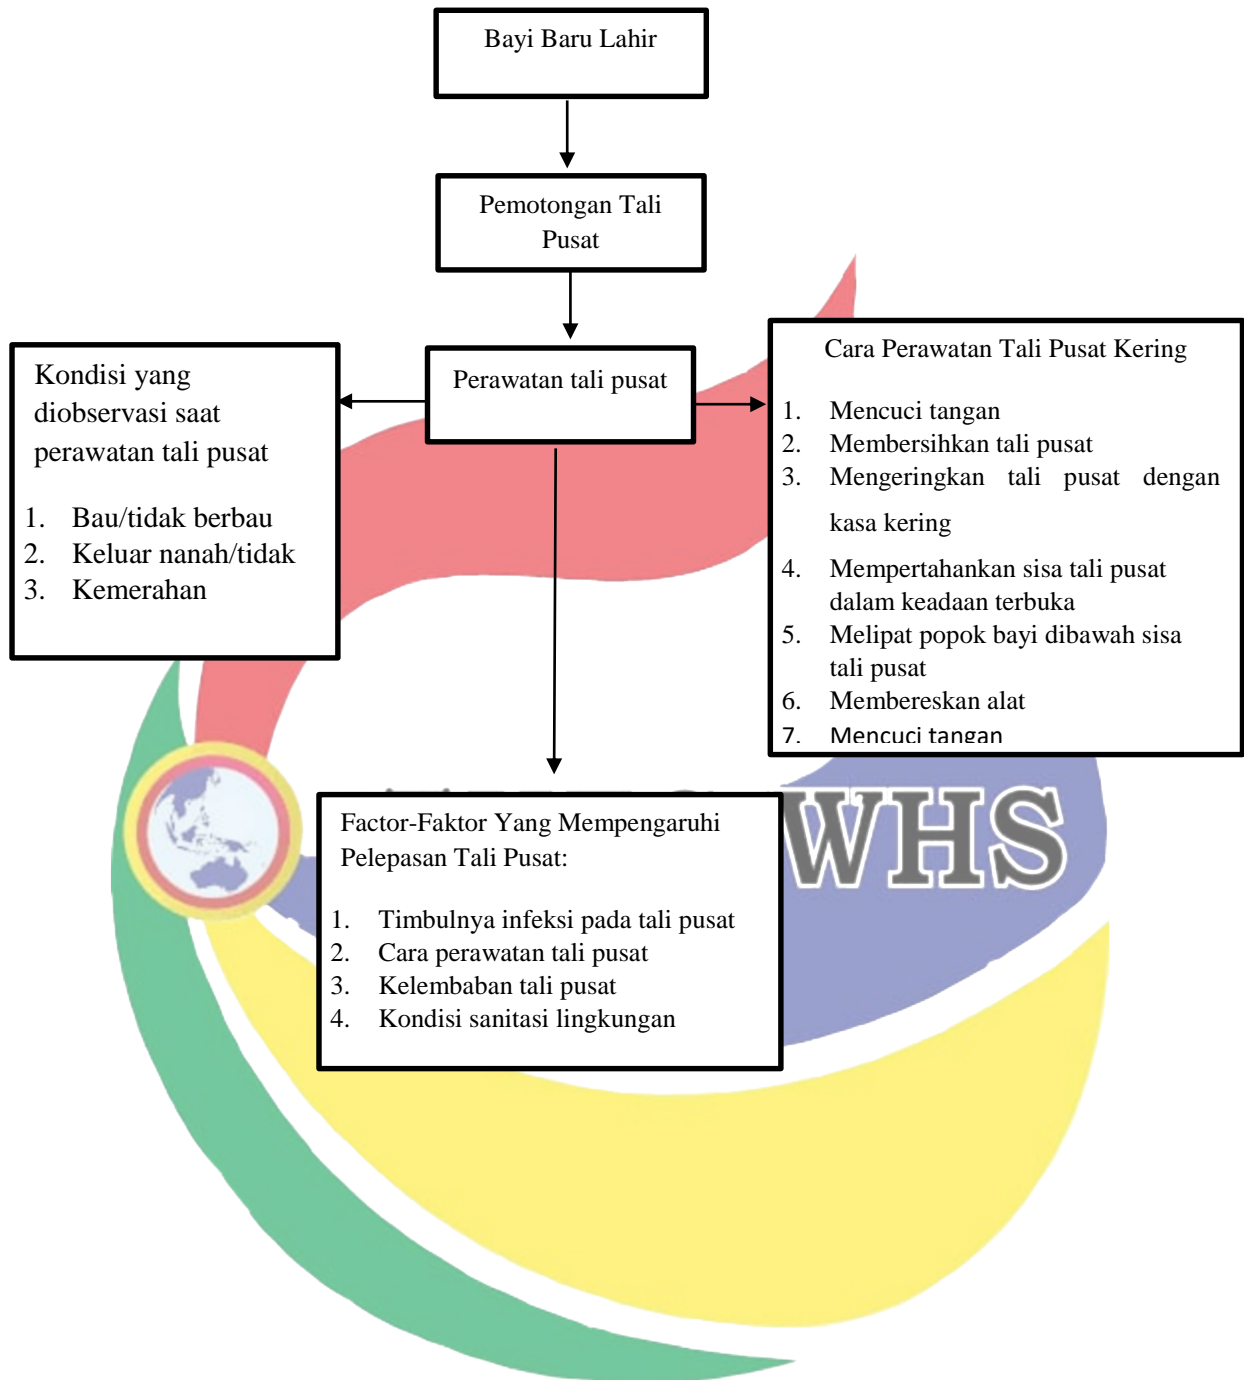 Bayi Baru Lahir
Pemotongan Tali
Pusat
Perawatan tali pusat
Kondisi yang
diobservasi saat
perawatan tali pusat
1. Bau/tidak berbau
2. Keluar nanah/tidak
3. Kemerahan
Cara Perawatan Tali Pusat Kering
1. Mencuci tangan
2. Membersihkan tali pusat
3. Mengeringkan tali pusat dengan
kasa kering
4. Mempertahankan sisa tali pusat
dalam keadaan terbuka
5. Melipat popok bayi dibawah sisa
tali pusat
6. Membereskan alat
7. Mencuci tangan
Factor-Faktor Yang Mempengaruhi
Pelepasan Tali Pusat:
1. Timbulnya infeksi pada tali pusat
2. Cara perawatan tali pusat
3. Kelembaban tali pusat
4. Kondisi sanitasi lingkungan
WHS